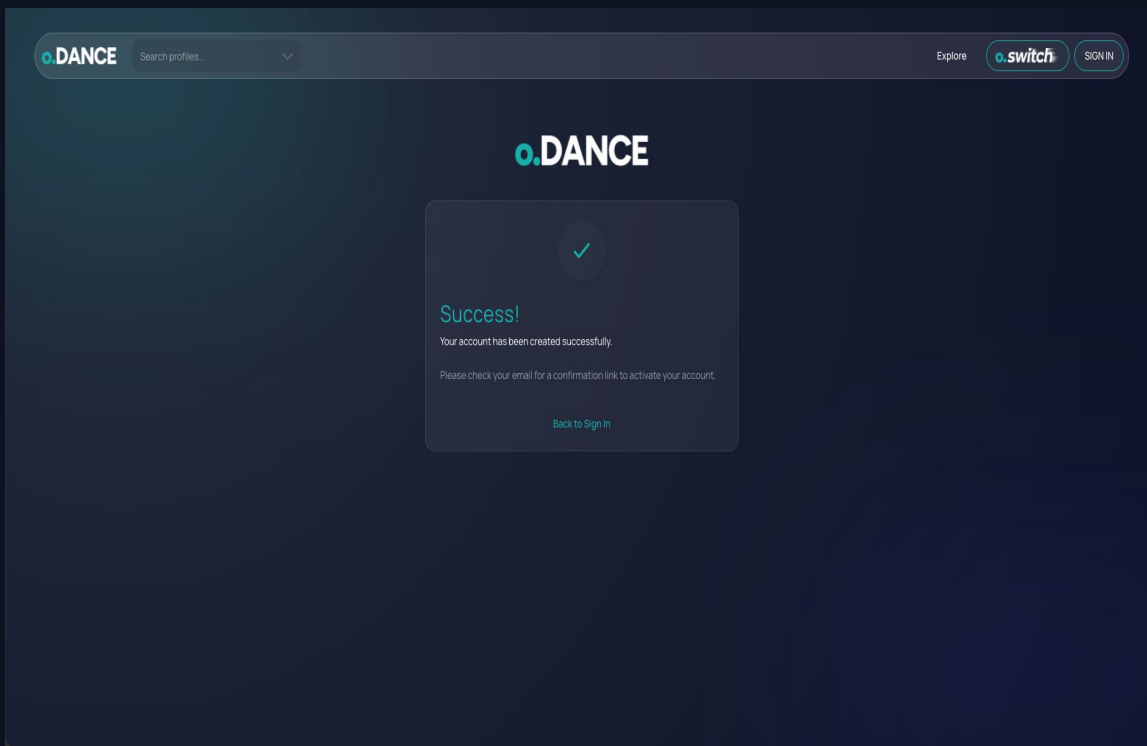 o.DANCE
Search profiles...
Explore
o.switch
SIGN IN
o.DANCE
Success!
Your account has been created successfully.
Please check your email for a confirmation link to activate your account.
Back to Sign In